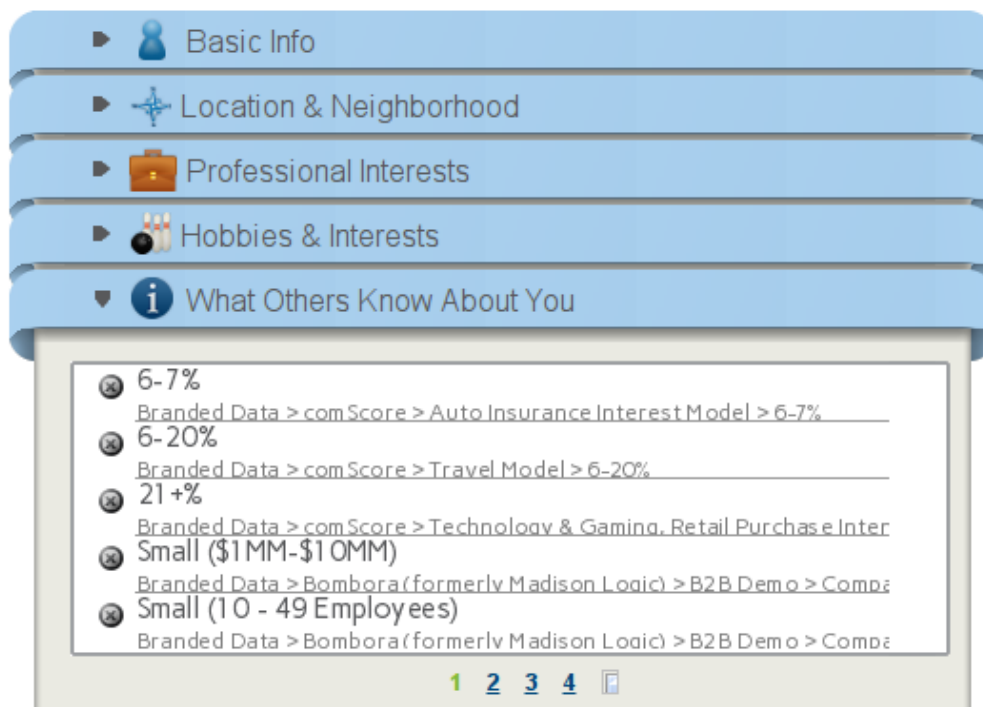 Basic Info
Location & Neighborhood
Professional Interests
Hobbies & Interests
What Others Know About You
6-7%
Branded Data > comScore > Auto Insurance Interest Model > 6-7%
6-20%
Branded Data > comScore > Travel Model > 6-20%
21+%
Branded Data > comScore > Technology & Gaming, Retail Purchase Inter
Small ($1MM-$10MM)
Branded Data > Bombora (formerly Madison Logic) > B2B Demo > Compa
Small (10 - 49 Employees)
Branded Data > Bombora (formerly Madison Logic) > B2B Demo > Compa
1 2 3 4